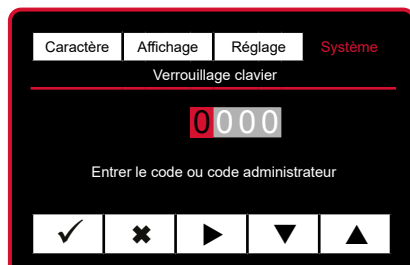 Caractère Affichage Réglage Système
Verrouillage clavier
0000
Entrer le code ou code administrateur